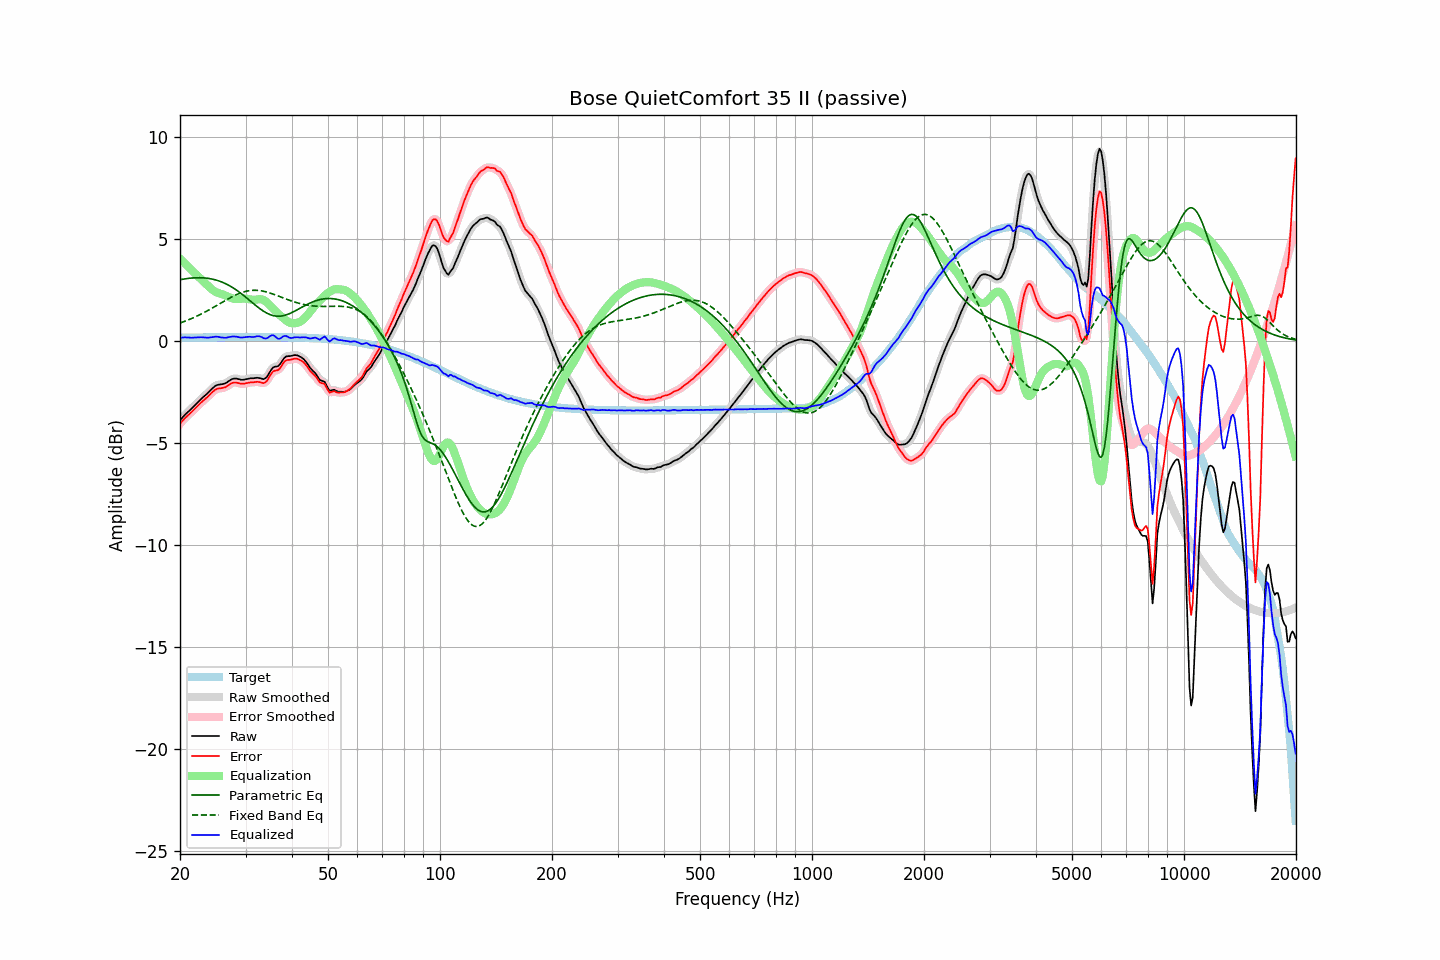 Bose QuietComfort 35 II (passive)
Amplitude (dBr)
10
5
0
−5
−10
−15
−20
−25
Target
Raw Smoothed
Error Smoothed
Raw
Error
Equalization
Parametric Eq
Fixed Band Eq
Equalized
20 50 100 200 500 1000 2000 5000 10000 20000
Frequency (Hz)